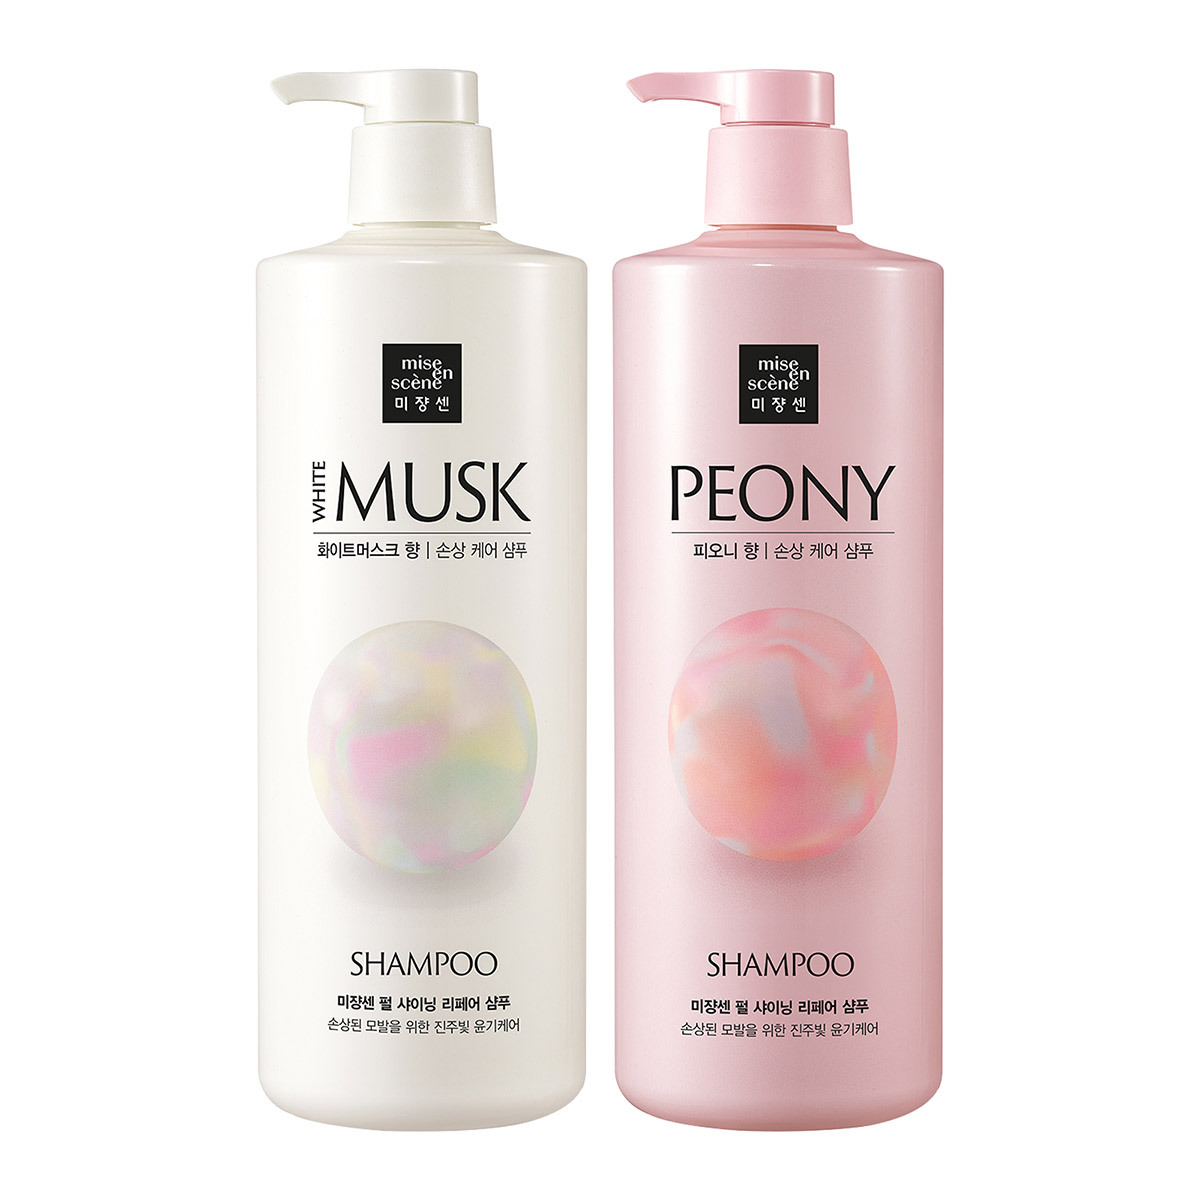 mise
en
scène
미쟝센
WHITE
MUSK
화이트머스크 향 | 손상 케어 샴푸
SHAMPOO
미쟝센 펄 샤이닝 리페어 샴푸
손상된 모발을 위한 진주빛 윤기케어
mise
en
scène
미쟝센
PEONY
피오니 향 | 손상 케어 샴푸
SHAMPOO
미쟝센 펄 샤이닝 리페어 샴푸
손상된 모발을 위한 진주빛 윤기케어